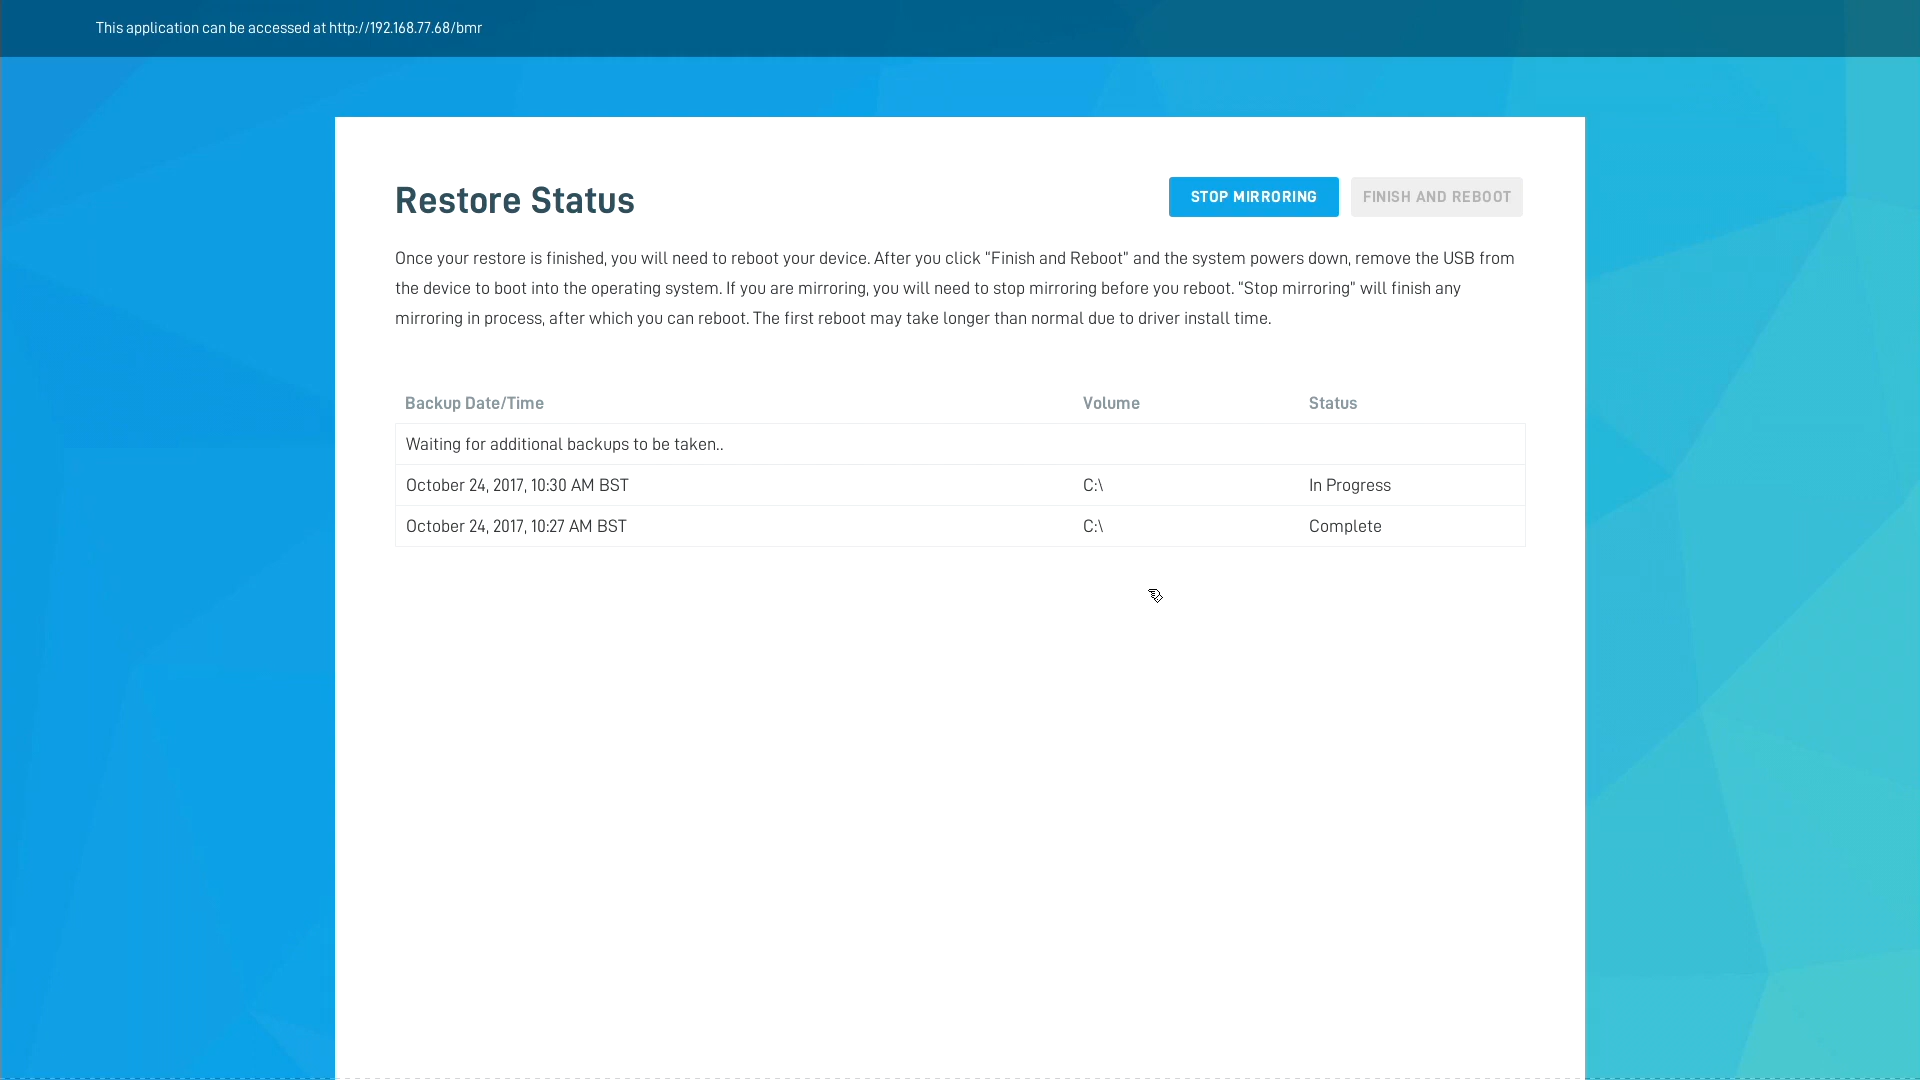 This application can be accessed at http://192.168.77.68/bmr
Restore Status
STOP MIRRORING
FINISH AND REBOOT
Once your restore is finished, you will need to reboot your device. After you click “Finish and Reboot” and the system powers down, remove the USB from
the device to boot into the operating system. If you are mirroring, you will need to stop mirroring before you reboot. “Stop mirroring” will finish any
mirroring in process, after which you can reboot. The first reboot may take longer than normal due to driver install time.
Backup Date/Time Volume Status
Waiting for additional backups to be taken..
October 24, 2017, 10:30 AM BST C:\ In Progress
October 24, 2017, 10:27 AM BST C:\ Complete